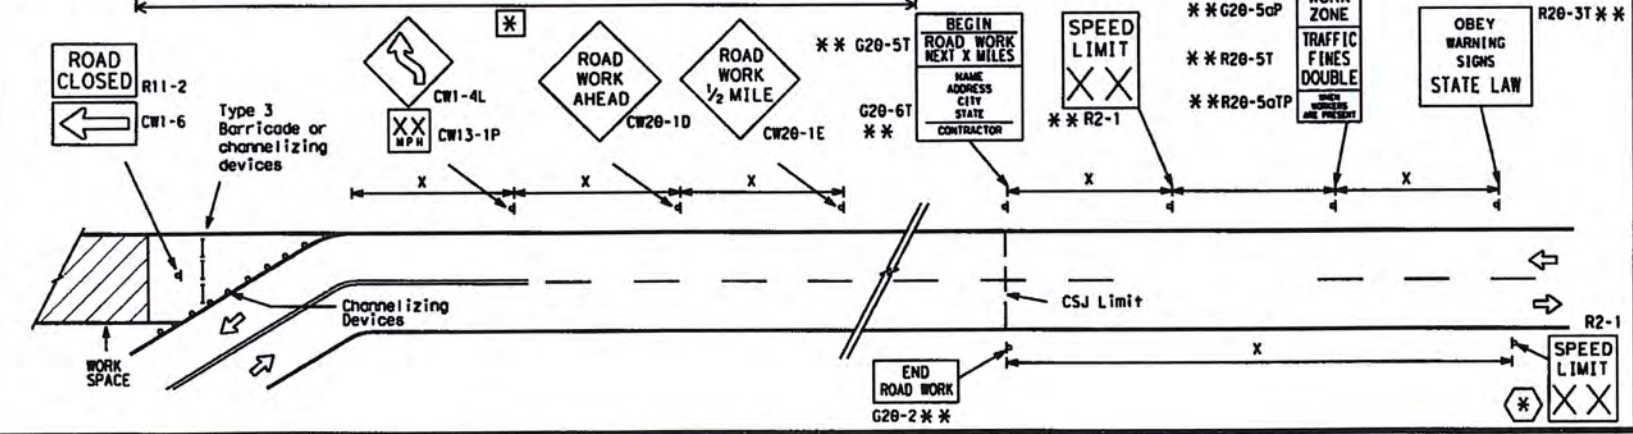 ROAD
CLOSED
R11-2
CW1-6
Type 3
Barricade or
channelizing
devices
XX
MPH
CW1-4L
CW13-1P
*
ROAD
WORK
AHEAD
CW20-1D
ROAD
WORK
1/2 MILE
CW20-1E
* * G20-5T
G20-6T
* *
BEGIN
ROAD WORK
NEXT X MILES
NAME
ADDRESS
CITY
STATE
CONTRACTOR
SPEED
LIMIT
X X
* * R2-1
* * G20-5aP
* * R20-5T
* * R20-5aTP
WORK
ZONE
TRAFFIC
FINES
DOUBLE
WHEN
WORKERS
ARE PRESENT
OBEY
WARNING
SIGNS
STATE LAW
R20-3T * *
X
X
X
X
X
Channelizing
Devices
WORK
SPACE
CSJ Limit
END
ROAD WORK
G20-2 * *
X
R2-1
SPEED
LIMIT
X X
*